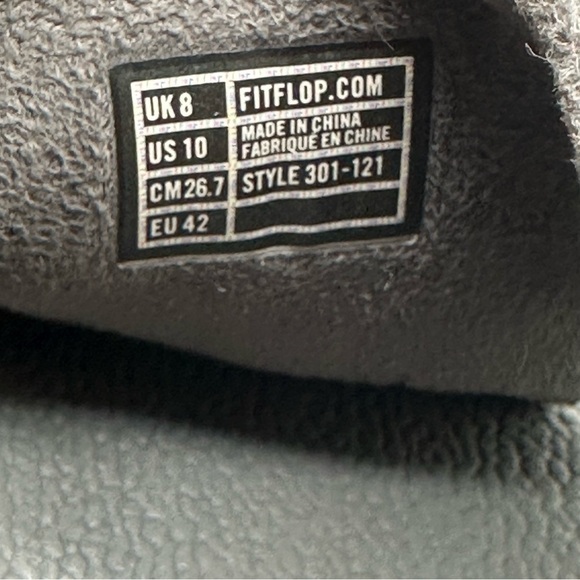 UK 8
US 10
CM 26.7
EU 42
FITFLOP.COM
MADE IN CHINA
FABRIQUÉ EN CHINE
STYLE 301-121